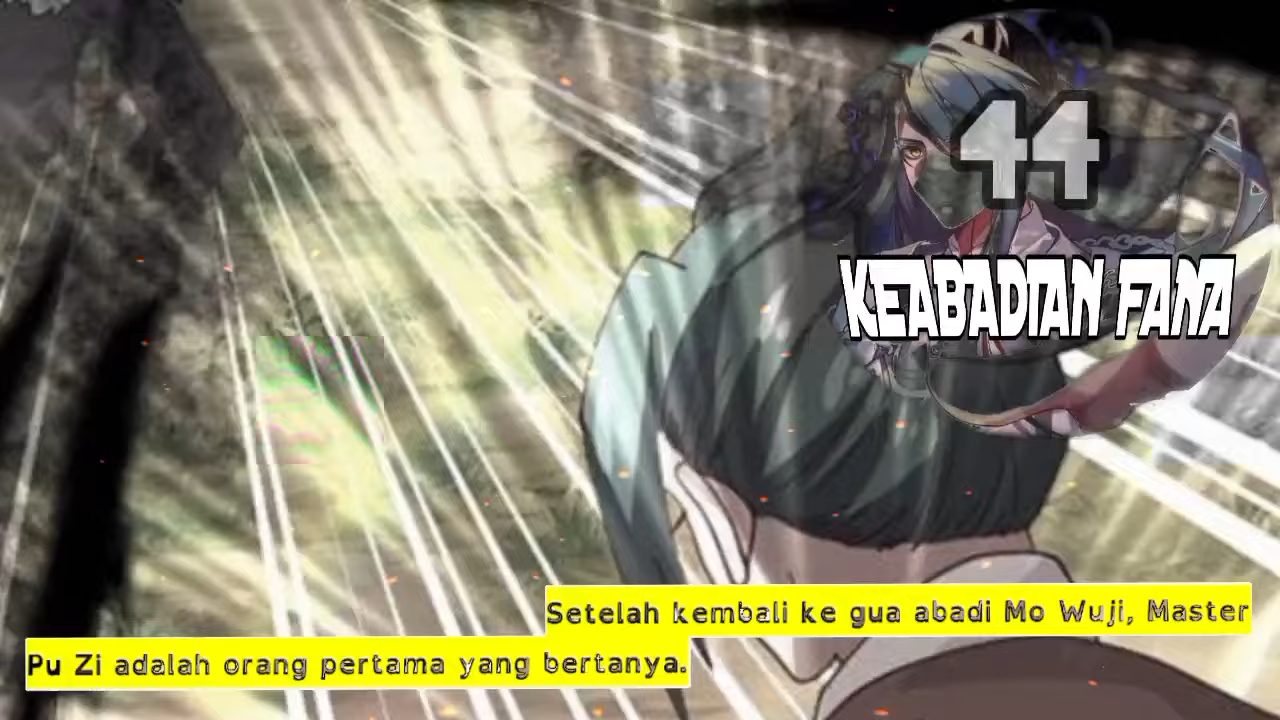 44
KEABADIAN FANA
Setelah kembali ke gua abadi Mo Wuji, Master
Pu Zi adalah orang pertama yang bertanya.